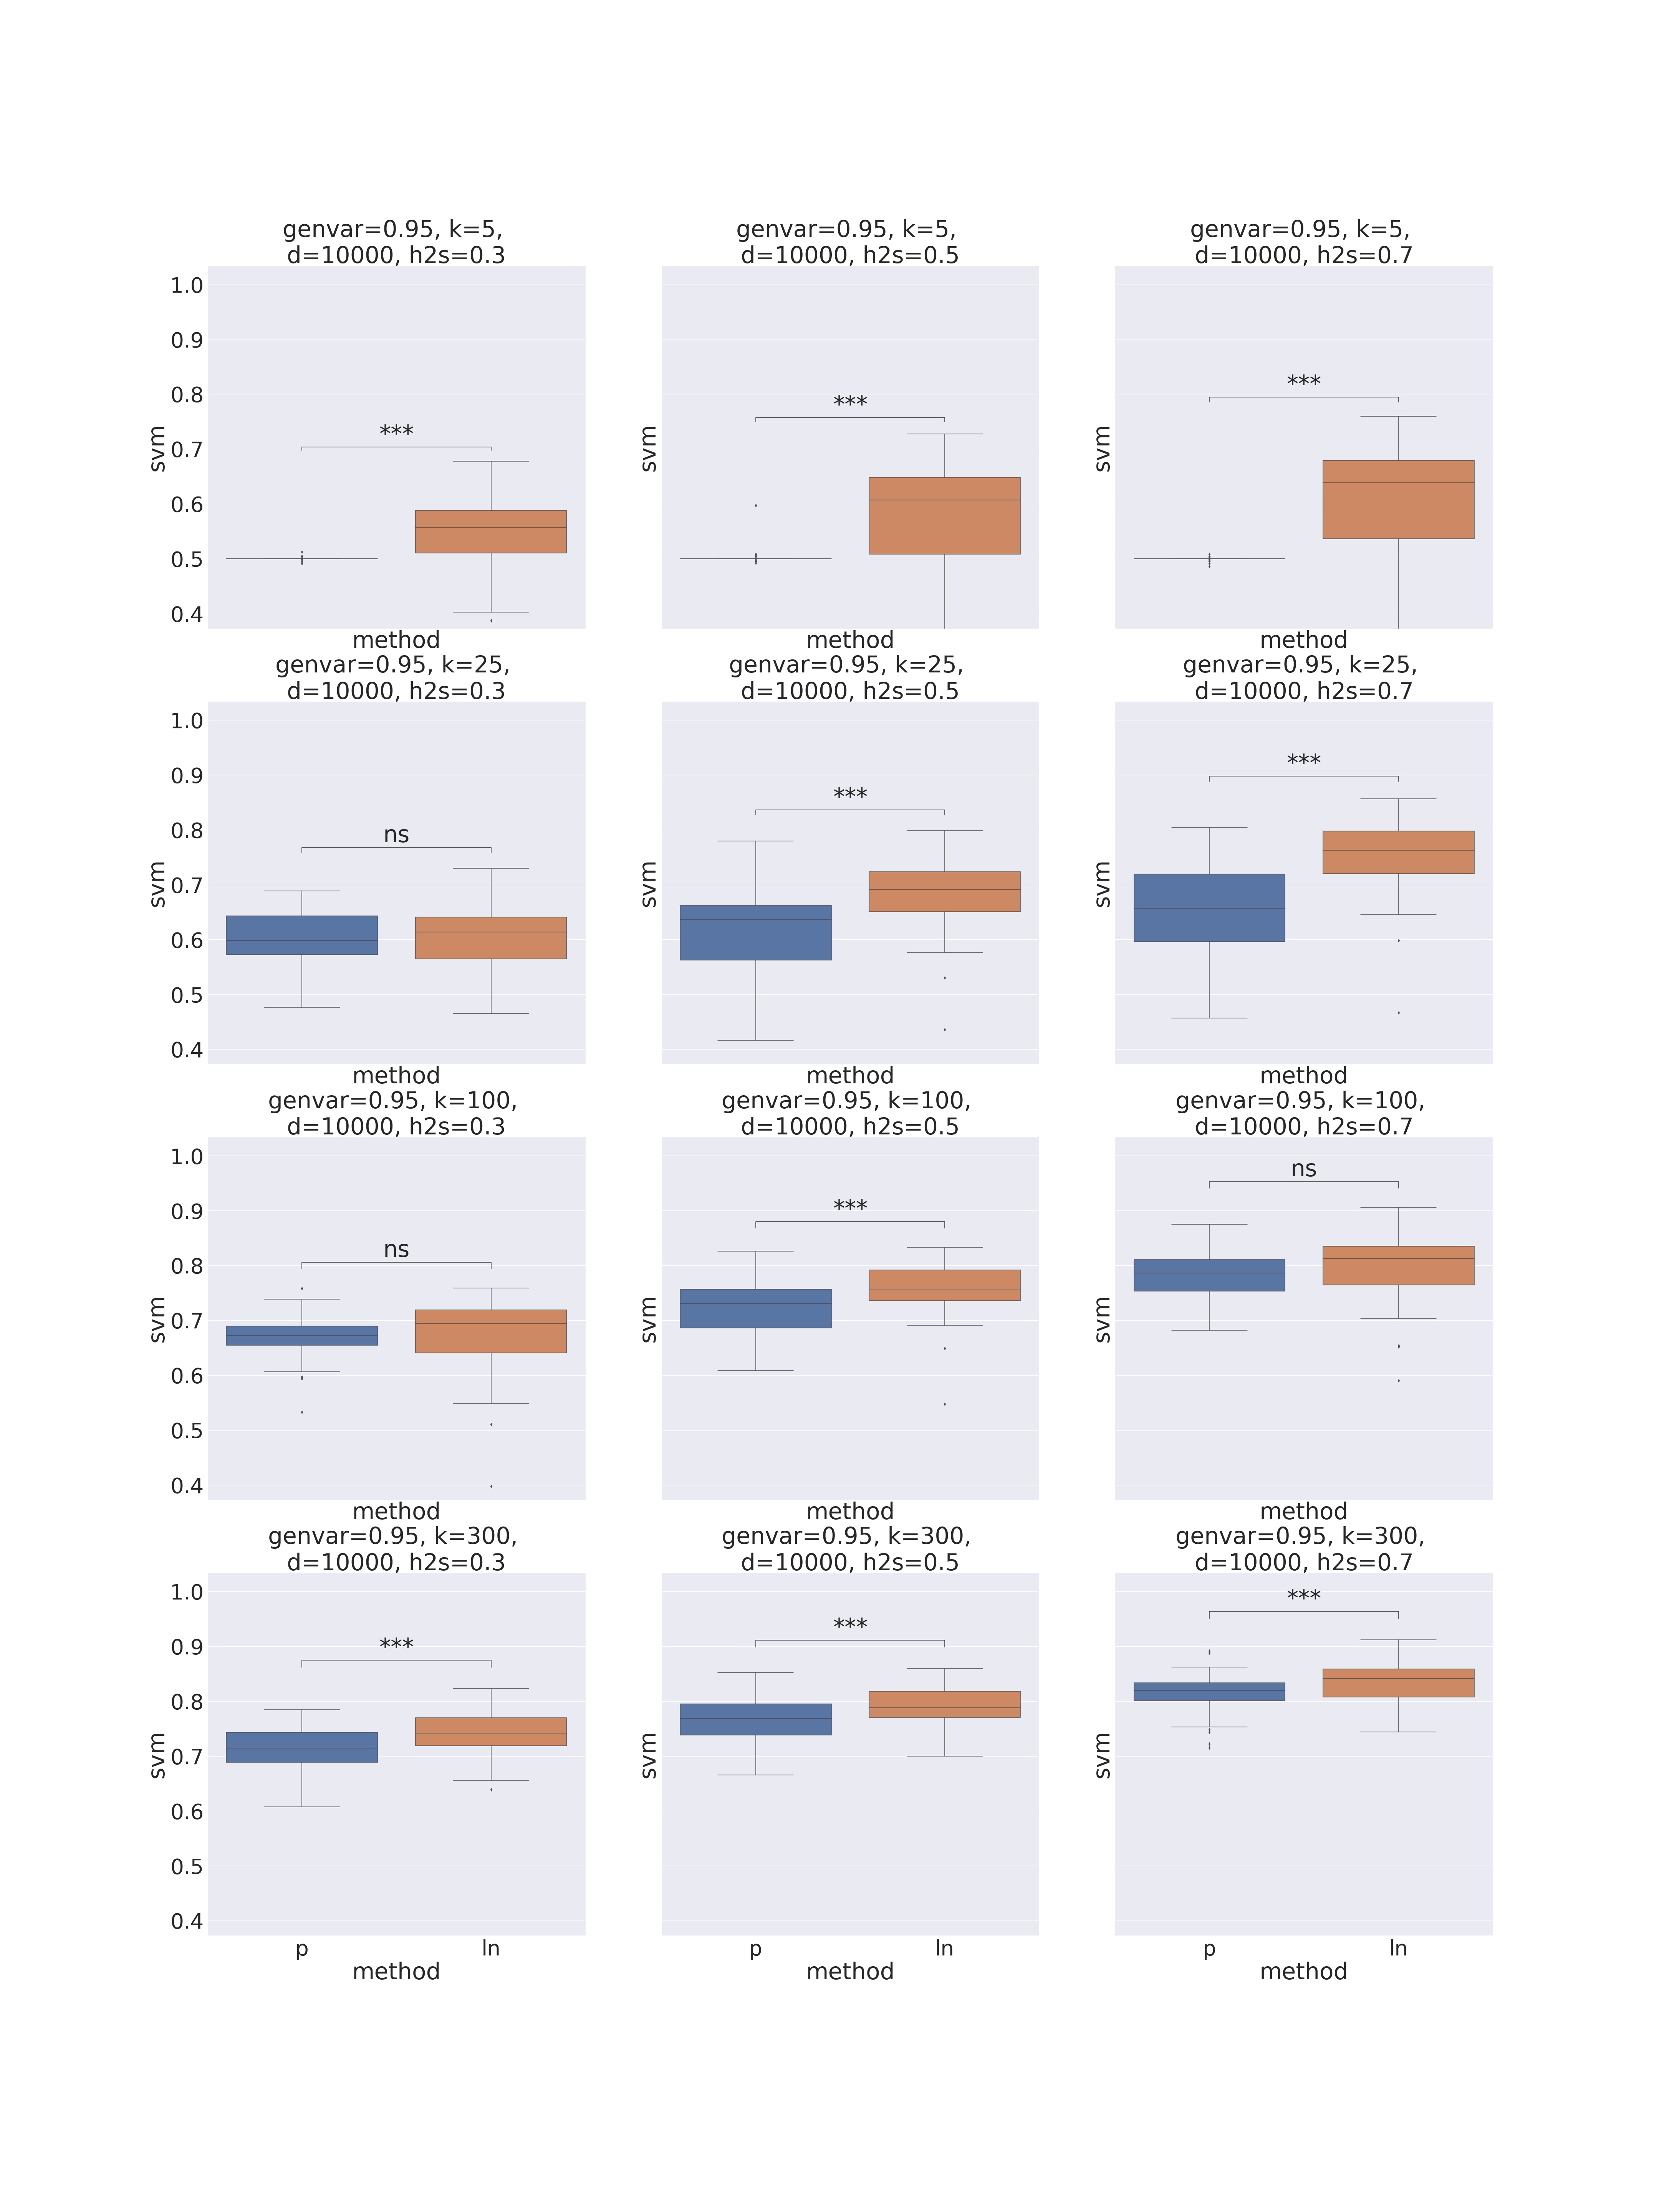 genvar=0.95, k=5,
d=10000, h2s=0.3
genvar=0.95, k=5,
d=10000, h2s=0.5
genvar=0.95, k=5,
d=10000, h2s=0.7
1.0
0.9
0.8
0.7
0.6
0.5
0.4
svm
***
method
svm
***
method
svm
***
method
genvar=0.95, k=25,
d=10000, h2s=0.3
genvar=0.95, k=25,
d=10000, h2s=0.5
genvar=0.95, k=25,
d=10000, h2s=0.7
1.0
0.9
0.8
0.7
0.6
0.5
0.4
svm
ns
method
svm
***
method
svm
***
method
genvar=0.95, k=100,
d=10000, h2s=0.3
genvar=0.95, k=100,
d=10000, h2s=0.5
genvar=0.95, k=100,
d=10000, h2s=0.7
1.0
0.9
0.8
0.7
0.6
0.5
0.4
svm
ns
method
svm
***
method
svm
ns
method
genvar=0.95, k=300,
d=10000, h2s=0.3
genvar=0.95, k=300,
d=10000, h2s=0.5
genvar=0.95, k=300,
d=10000, h2s=0.7
1.0
0.9
0.8
0.7
0.6
0.5
0.4
svm
***
p ln
method
svm
***
p ln
method
svm
***
p ln
method